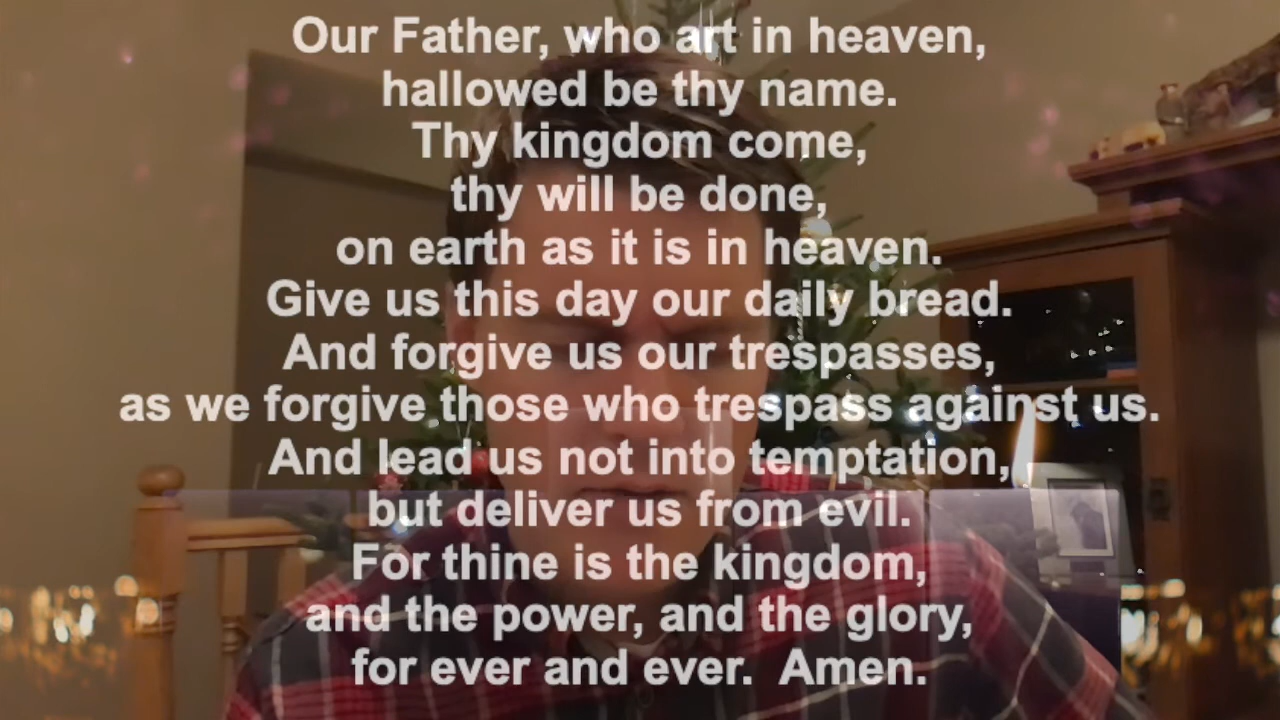 Our Father, who art in heaven,
hallowed be thy name.
Thy kingdom come,
thy will be done,
on earth as it is in heaven.
Give us this day our daily bread.
And forgive us our trespasses,
as we forgive those who trespass against us.
And lead us not into temptation,
but deliver us from evil.
For thine is the kingdom,
and the power, and the glory,
for ever and ever.  Amen.